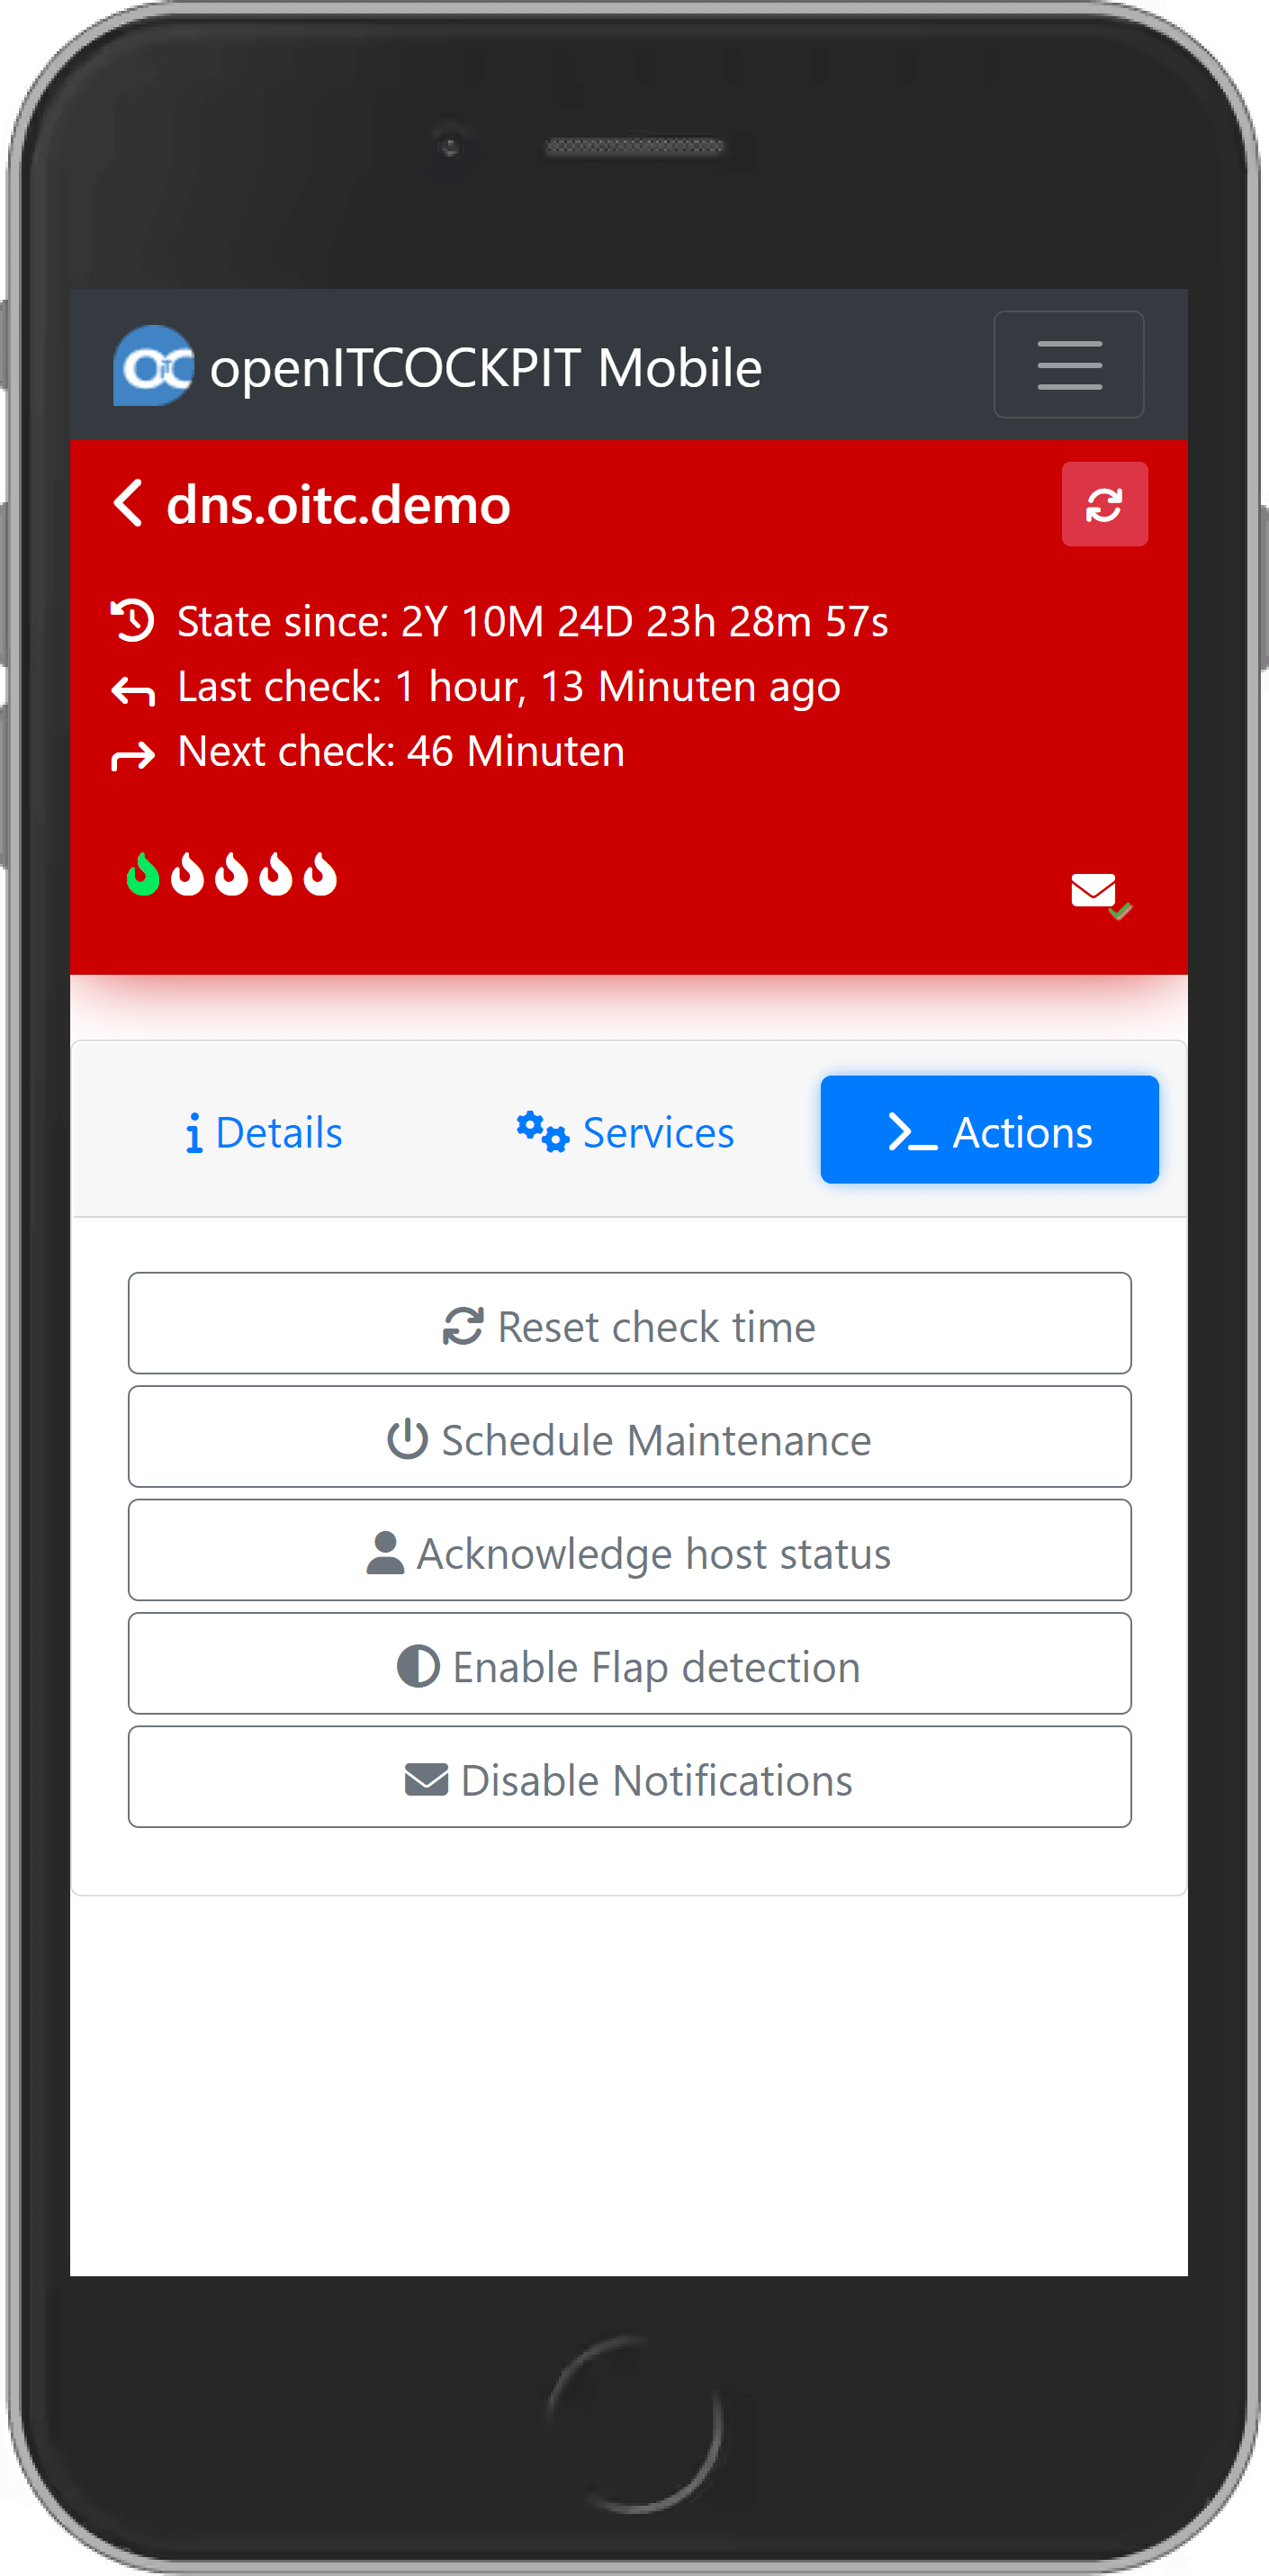 openITCOCKPIT Mobile
dns.oitc.demo
State since: 2Y 10M 24D 23h 28m 57s
Last check: 1 hour, 13 Minuten ago
Next check: 46 Minuten
Details Services Actions
Reset check time
Schedule Maintenance
Acknowledge host status
Enable Flap detection
Disable Notifications